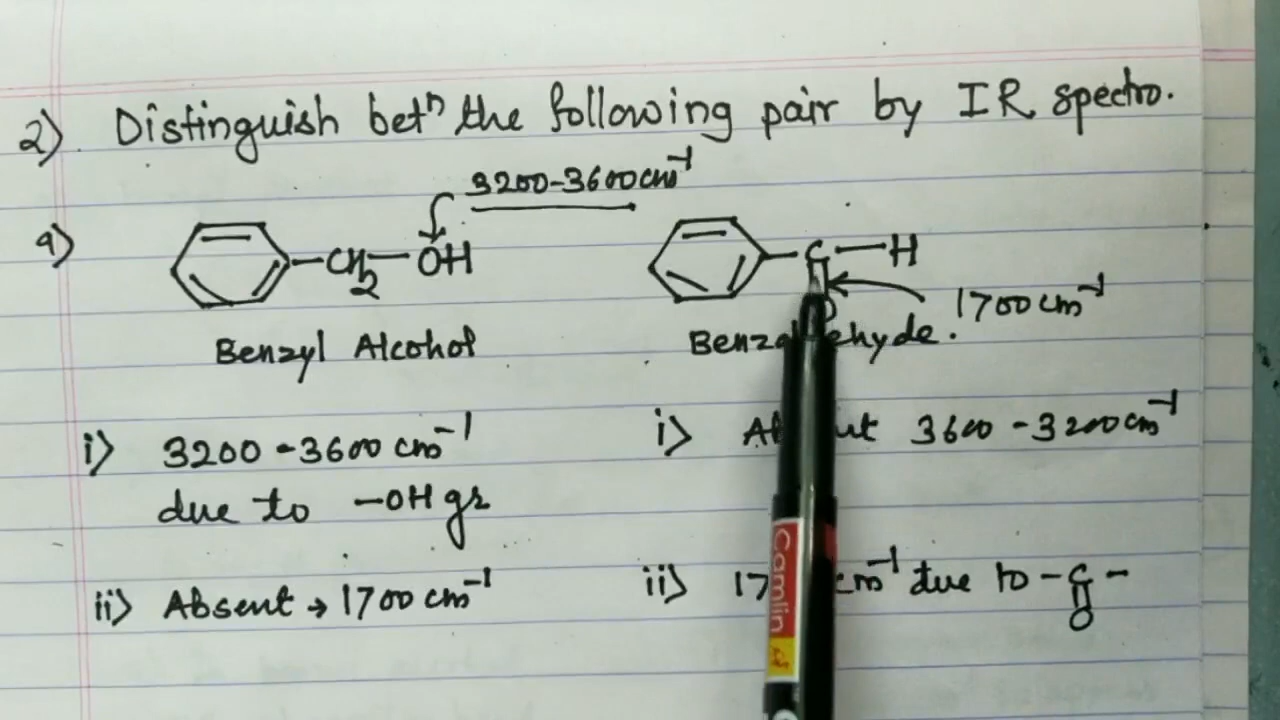 2) Distinguish betⁿ the following pair by IR spectro.
3200-3600 cm⁻¹
a)
CH₂ OH
C H
1700 cm⁻¹
Benzyl Alcohol
i) 3200 - 3600 cm⁻¹
i) 3600 - 3200 cm⁻¹
due to -OH gr
ii) Absent → 1700 cm⁻¹
ii) cm⁻¹ due to -C-
O
Camlin